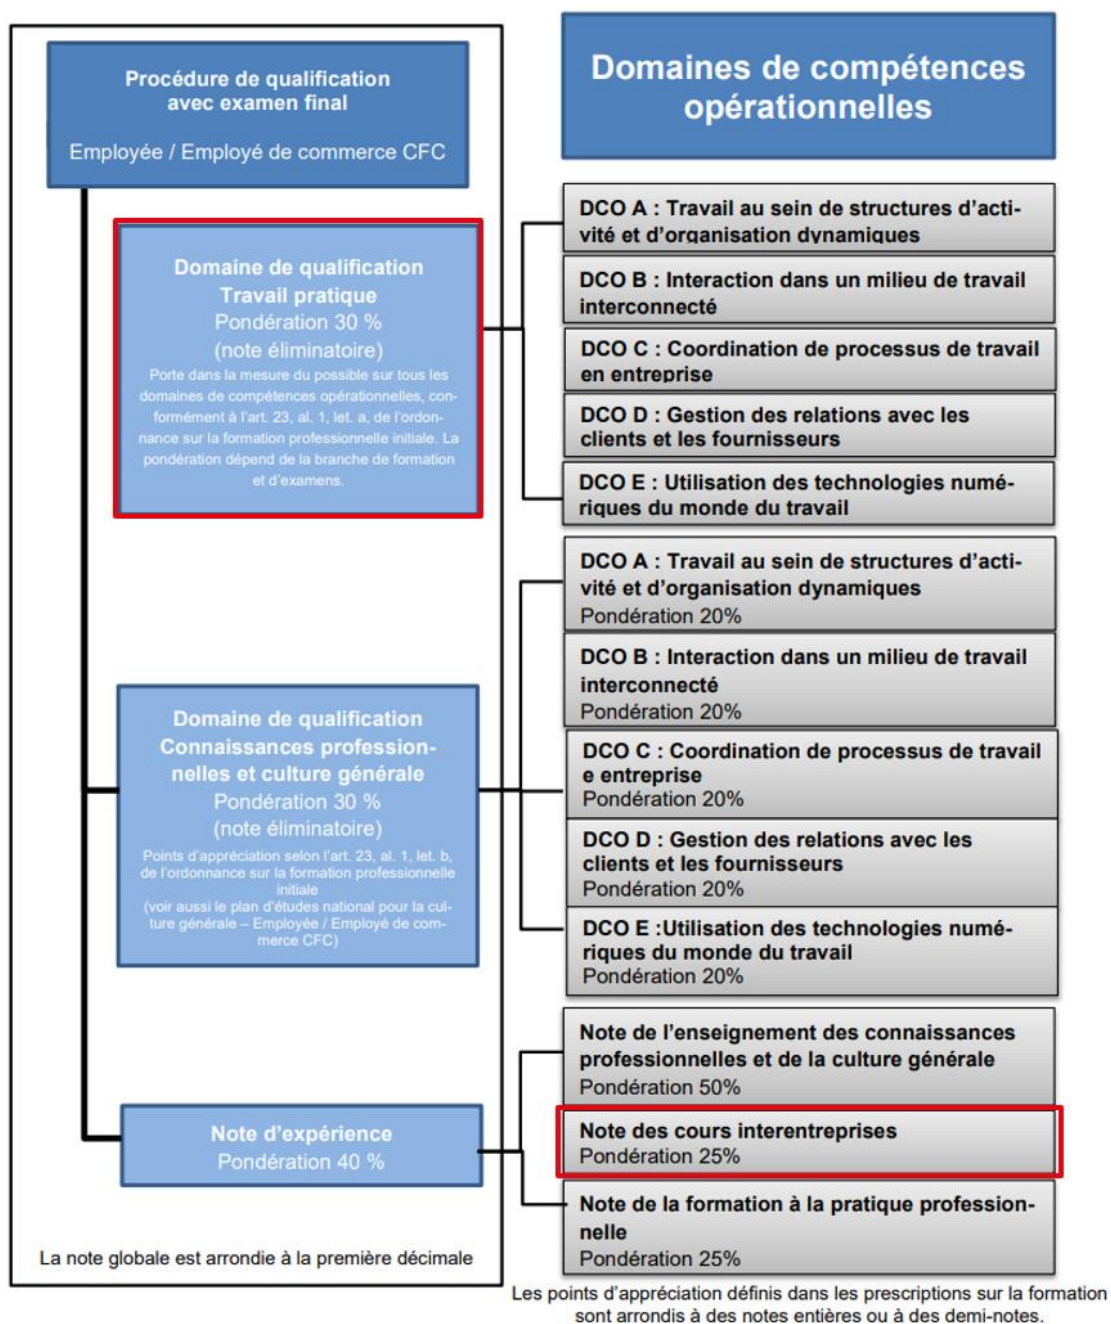 Procédure de qualification
avec examen final
Employée / Employé de commerce CFC
Domaines de compétences
opérationnelles
Domaine de qualification
Travail pratique
Pondération 30 %
(note éliminatoire)
Porte dans la mesure du possible sur tous les
domaines de compétences opérationnelles, con-
formément à l'art. 23, al. 1, let. a, de l'ordon-
nance sur la formation professionnelle initiale. La
pondération dépend de la branche de formation
et d'examens.
DCO A : Travail au sein de structures d'acti-
vité et d'organisation dynamiques
DCO B : Interaction dans un milieu de travail
interconnecté
DCO C : Coordination de processus de travail
en entreprise
DCO D : Gestion des relations avec les
clients et les fournisseurs
DCO E : Utilisation des technologies numé-
riques du monde du travail
Domaine de qualification
Connaissances profession-
nelles et culture générale
Pondération 30 %
(note éliminatoire)
Points d'appréciation selon l'art. 23, al. 1, let. b,
de l'ordonnance sur la formation professionnelle
initiale
(voir aussi le plan d'études national pour la cul-
ture générale – Employée / Employé de com-
merce CFC)
DCO A : Travail au sein de structures d'acti-
vité et d'organisation dynamiques
Pondération 20%
DCO B : Interaction dans un milieu de travail
interconnecté
Pondération 20%
DCO C : Coordination de processus de travail
e entreprise
Pondération 20%
DCO D : Gestion des relations avec les
clients et les fournisseurs
Pondération 20%
DCO E :Utilisation des technologies numé-
riques du monde du travail
Pondération 20%
Note d'expérience
Pondération 40 %
Note de l'enseignement des connaissances
professionnelles et de la culture générale
Pondération 50%
Note des cours interentreprises
Pondération 25%
Note de la formation à la pratique profession-
nelle
Pondération 25%
La note globale est arrondie à la première décimale
Les points d'appréciation définis dans les prescriptions sur la formation
sont arrondis à des notes entières ou à des demi-notes.